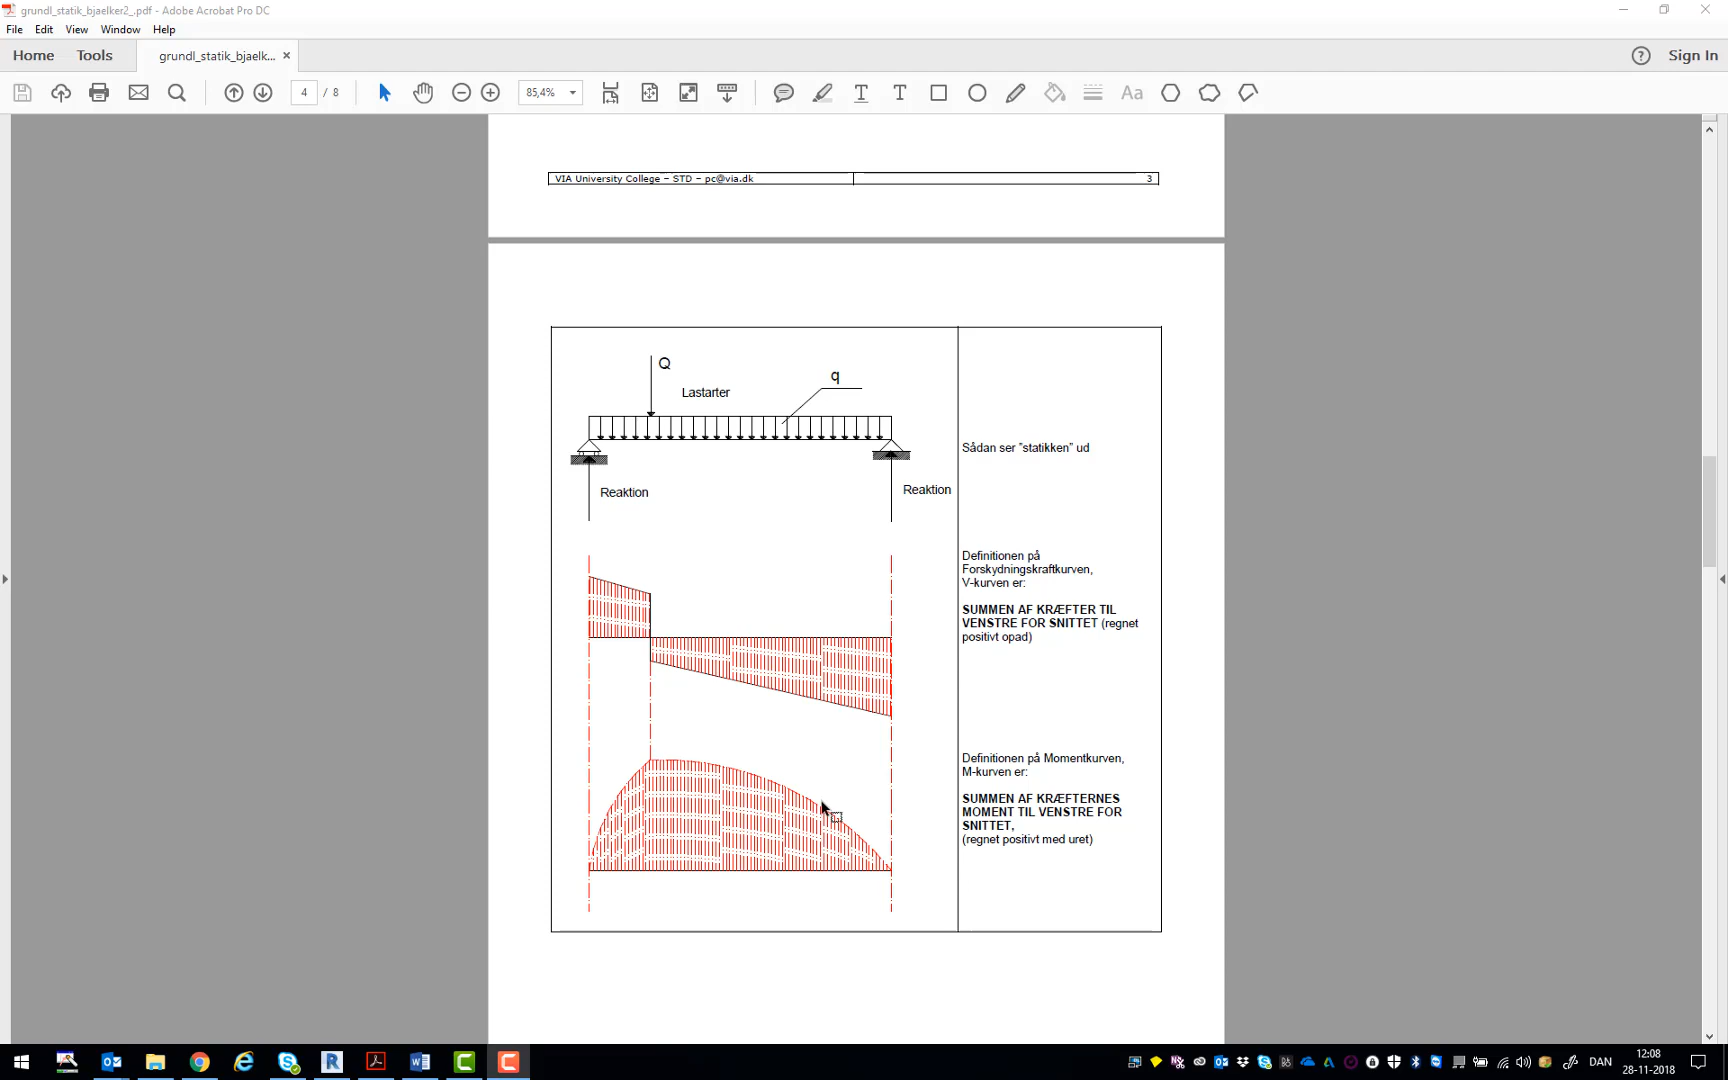 grundl_statik_bjaelker2_.pdf - Adobe Acrobat Pro DC
File Edit View Window Help
Home Tools grundl_statik_bjaelk... × Sign In
4 / 8 85,4%
VIA University College – STD – pc@via.dk 3
Q
Lastarter
q
Sådan ser ”statikken” ud
Reaktion
Reaktion
Definitionen på
Forskydningskraftkurven,
V-kurven er:
SUMMEN AF KRÆFTER TIL
VENSTRE FOR SNITTET (regnet
positivt opad)
Definitionen på Momentkurven,
M-kurven er:
SUMMEN AF KRÆFTERNES
MOMENT TIL VENSTRE FOR
SNITTET,
(regnet positivt med uret)
DAN
12:08
28-11-2018